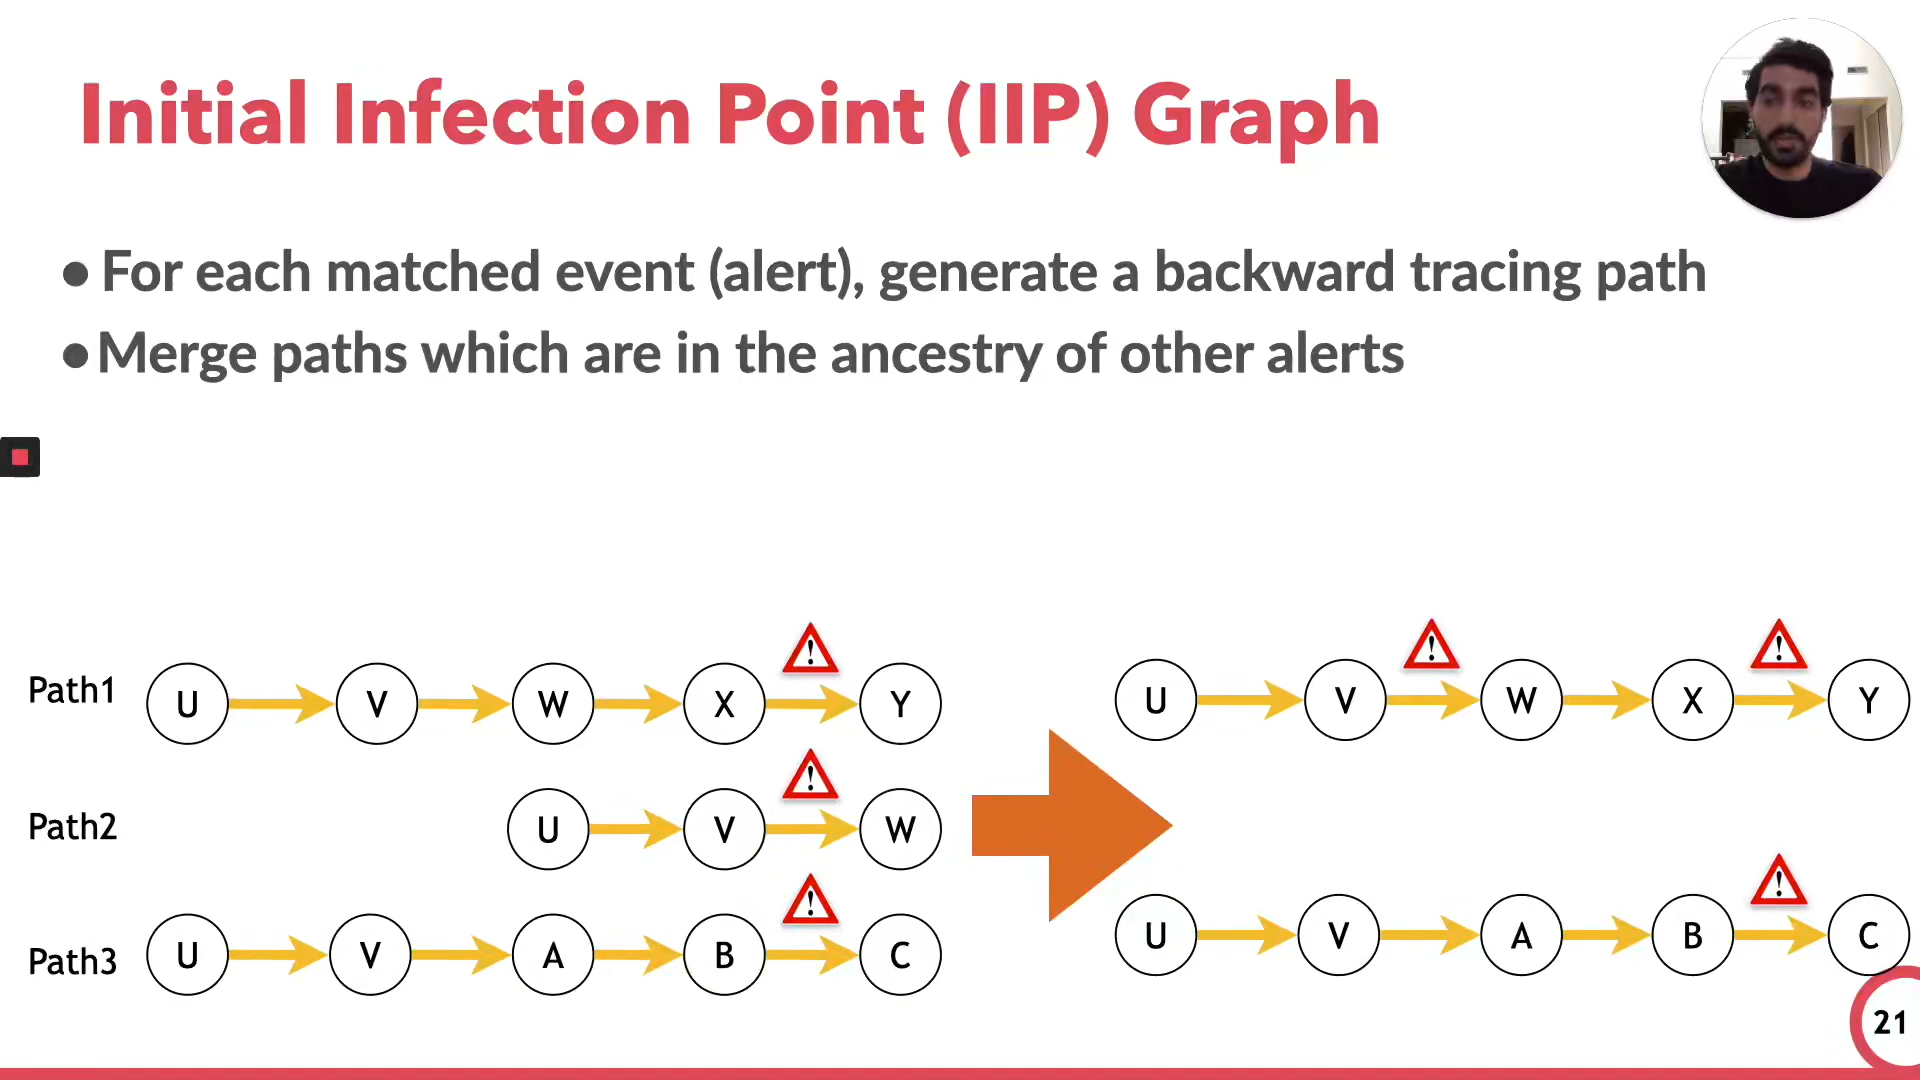 Initial Infection Point (IIP) Graph
● For each matched event (alert), generate a backward tracing path
● Merge paths which are in the ancestry of other alerts
Path1 U V W X ! Y
Path2 U V ! W
Path3 U V A B ! C
U V ! W X ! Y
U V A B ! C
21